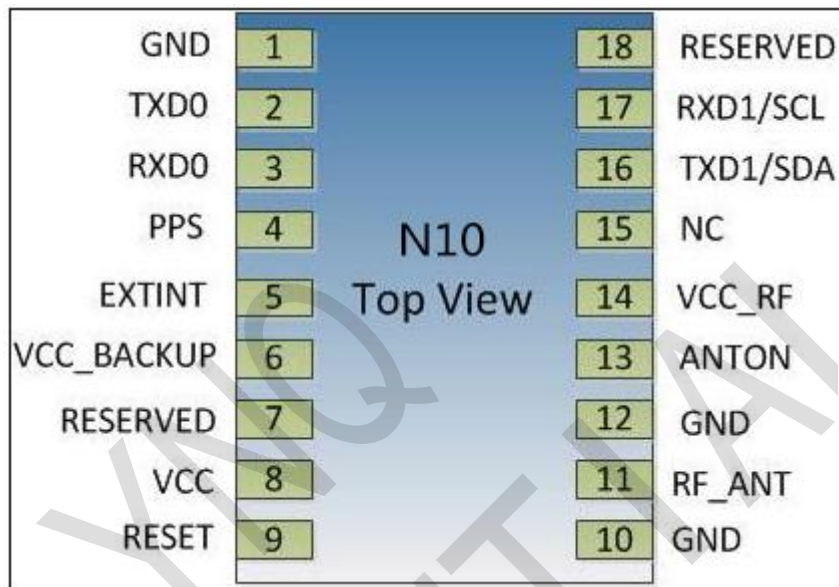 GND 1 18 RESERVED
TXD0 2 17 RXD1/SCL
RXD0 3 16 TXD1/SDA
PPS 4 15 NC
N10
Top View
EXTINT 5 14 VCC_RF
VCC_BACKUP 6 13 ANTON
RESERVED 7 12 GND
VCC 8 11 RF_ANT
RESET 9 10 GND